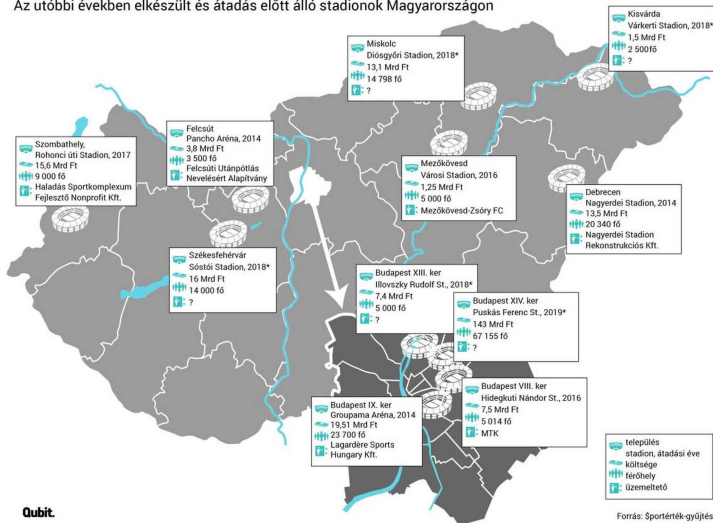 Az utóbbi években elkészült és átadás előtt álló stadionok Magyarországon
Kisvárda
Várkerti Stadion, 2018*
1,5 Mrd Ft
2 500fő
: ?
Miskolc
Diósgyőri Stadion, 2018*
13,1 Mrd Ft
14 798 fő
: ?
Felcsút
Pancho Aréna, 2014
3,8 Mrd Ft
3 500 fő
Felcsúti Utánpótlás
: Nevelésért Alapítvány
Szombathely,
Rohonci úti Stadion, 2017
15,6 Mrd Ft
9 000 fő
: Haladás Sportkomplexum
Fejlesztő Nonprofit Kft.
Mezőkövesd
Városi Stadion, 2016
1,25 Mrd Ft
5 000 fő
: Mezőkövesd-Zsóry FC
Debrecen
Nagyerdei Stadion, 2014
13,5 Mrd Ft
20 340 fő
: Nagyerdei Stadion
Rekonstrukciós Kft.
Székesfehérvár
Sóstói Stadion, 2018*
16 Mrd Ft
14 000 fő
: ?
Budapest XIII. ker
Illovszky Rudolf St., 2018*
7,4 Mrd Ft
5 000 fő
: ?
Budapest XIV. ker
Puskás Ferenc St., 2019*
143 Mrd Ft
67 155 fő
: ?
Budapest VIII. ker
Hidegkuti Nándor St., 2016
7,5 Mrd Ft
5 014 fő
: MTK
Budapest IX. ker
Groupama Aréna, 2014
19,51 Mrd Ft
23 700 fő
: Lagardère Sports
Hungary Kft.
település
stadion, átadási éve
költsége
férőhely
: üzemeltető
Qubit.
Forrás: Sportérték-gyűjtés